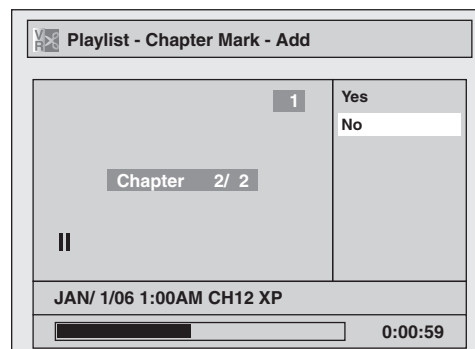 VR Playlist - Chapter Mark - Add
1
Yes
No
Chapter 2/ 2
JAN/ 1/06 1:00AM CH12 XP
0:00:59